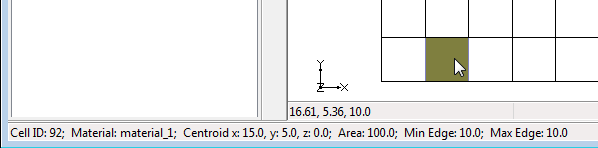 Y
Z X
16.61, 5.36, 10.0
Cell ID: 92; Material: material_1; Centroid x: 15.0, y: 5.0, z: 0.0; Area: 100.0; Min Edge: 10.0; Max Edge: 10.0